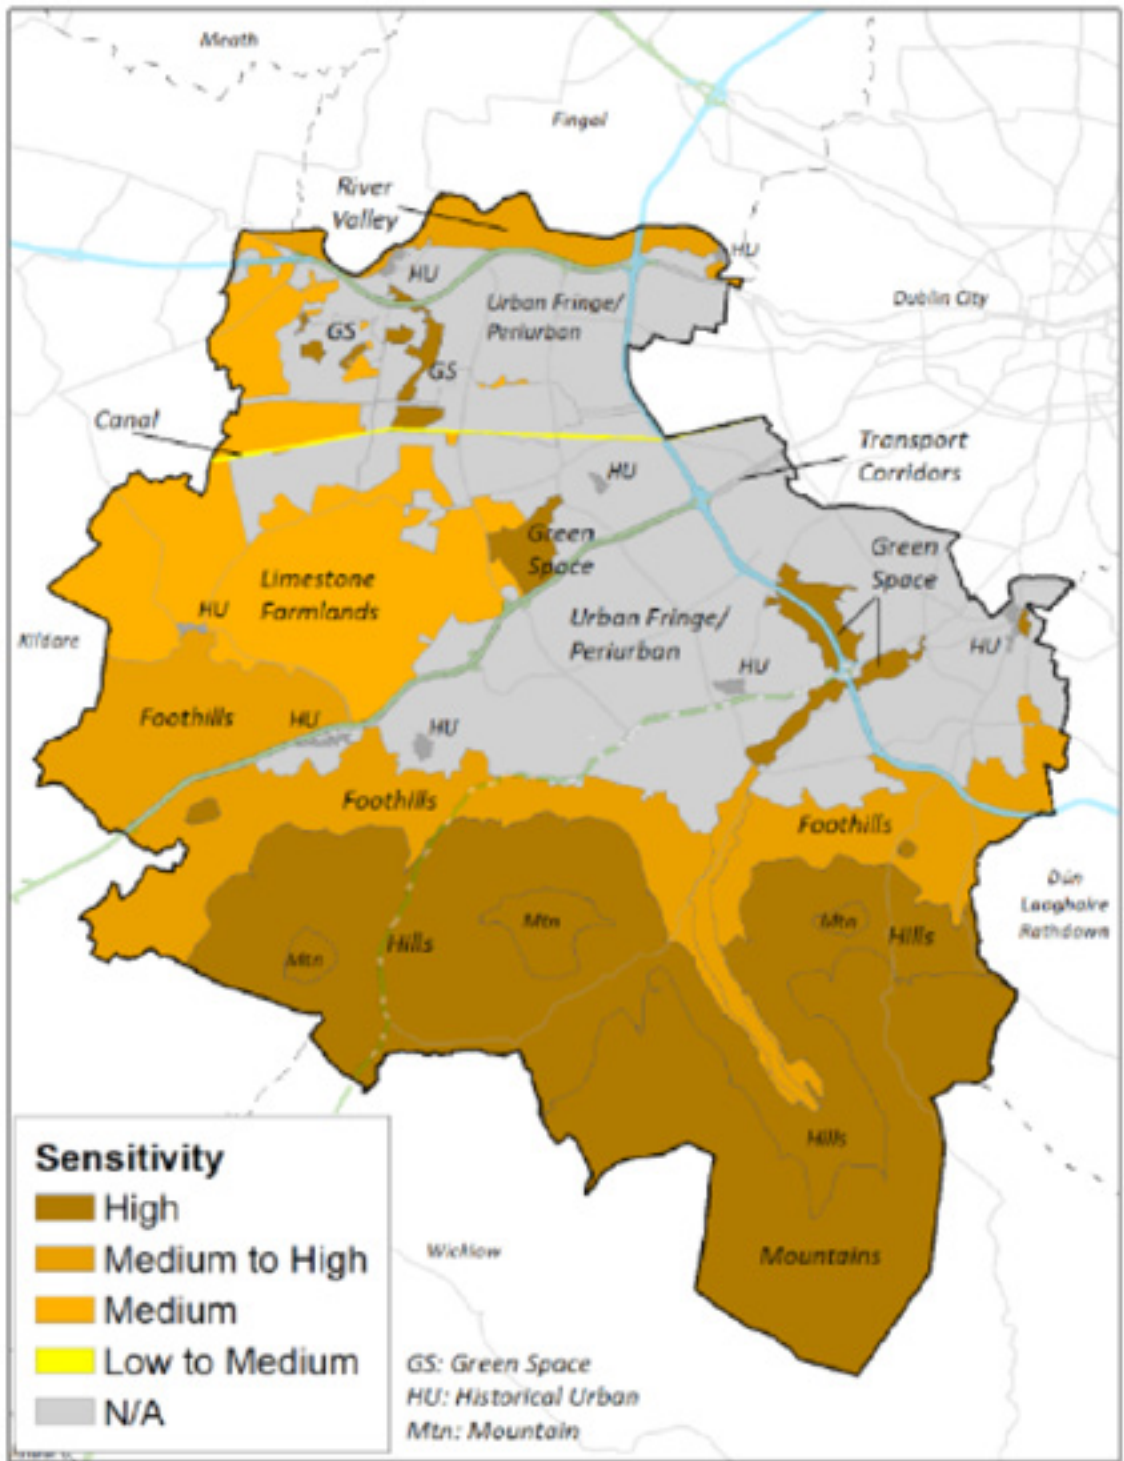 Meath
Fingal
River
Valley
HU
HU
Dublin City
Urban Fringe/
Periurban
GS
GS
Canal
Transport
Corridors
HU
Green
Space
Green
Space
Limestone
Farmlands
HU
Urban Fringe/
Periurban
Kildare
HU
HU
Foothills
HU
HU
Foothills
Foothills
Dún
Laoghaire
Rathdown
Mtn
Mtn
Hills
Hills
Mtn
Hills
Mountains
Wicklow
Sensitivity
High
Medium to High
Medium
Low to Medium
N/A
GS: Green Space
HU: Historical Urban
Mtn: Mountain